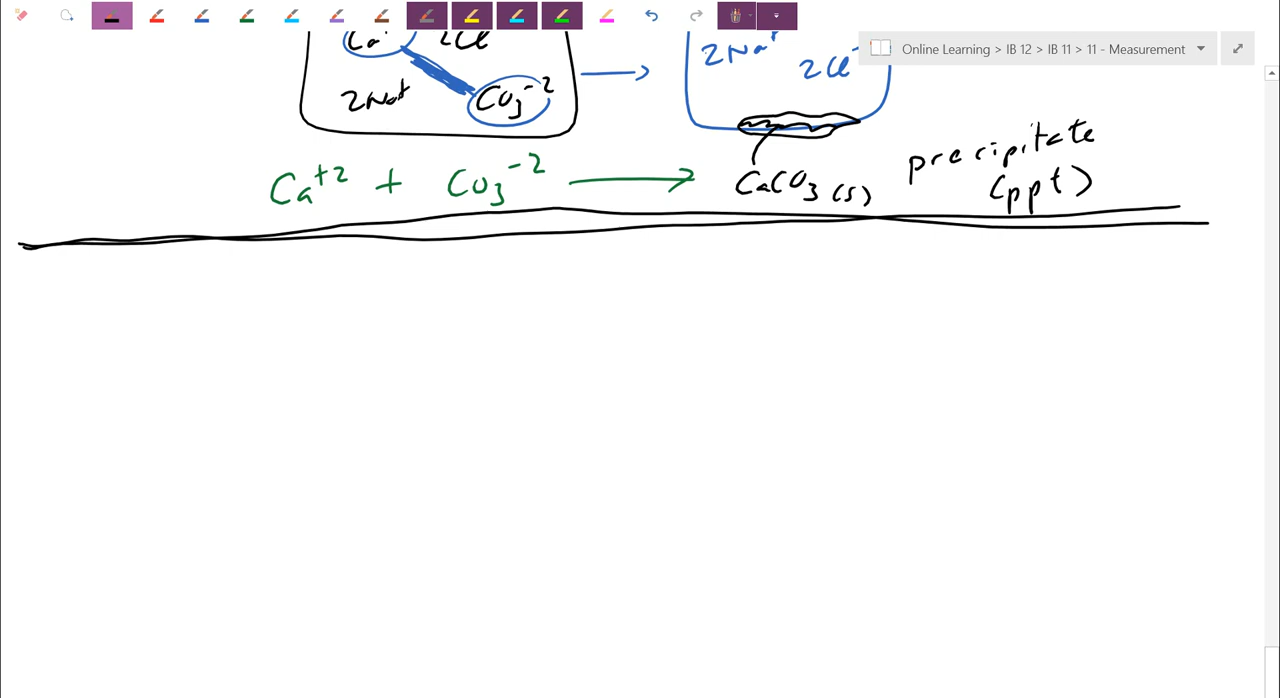 Online Learning > IB 12 > IB 11 > 11 - Measurement
Ca⁺ 2Cl
2Na⁺ CO₃⁻²
2Na⁺ 2Cl⁻
Ca⁺² + CO₃⁻² → CaCO₃(s)
precipitate
(ppt)